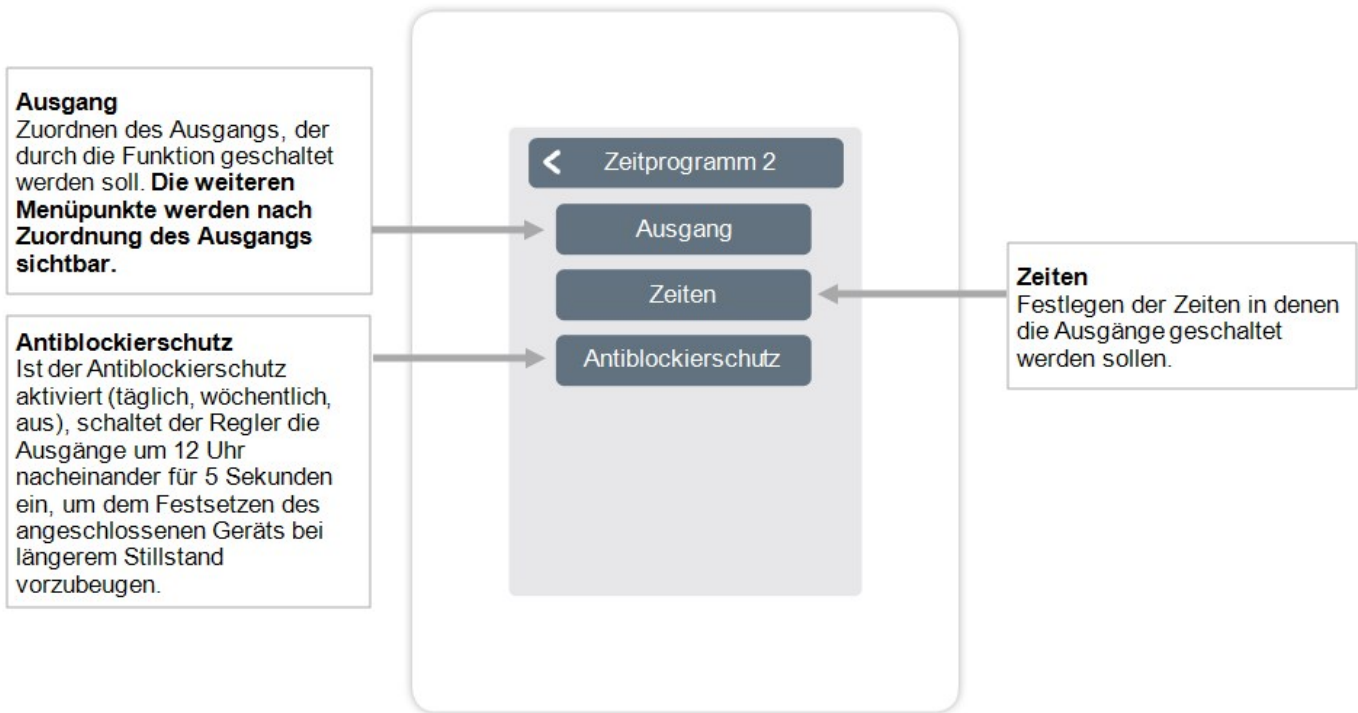 Ausgang
Zuordnen des Ausgangs, der
durch die Funktion geschaltet
werden soll. Die weiteren
Menüpunkte werden nach
Zuordnung des Ausgangs
sichtbar.
Antiblockierschutz
Ist der Antiblockierschutz
aktiviert (täglich, wöchentlich,
aus), schaltet der Regler die
Ausgänge um 12 Uhr
nacheinander für 5 Sekunden
ein, um dem Festsetzen des
angeschlossenen Geräts bei
längerem Stillstand
vorzubeugen.
Zeitprogramm 2
Ausgang
Zeiten
Antiblockierschutz
Zeiten
Festlegen der Zeiten in denen
die Ausgänge geschaltet
werden sollen.